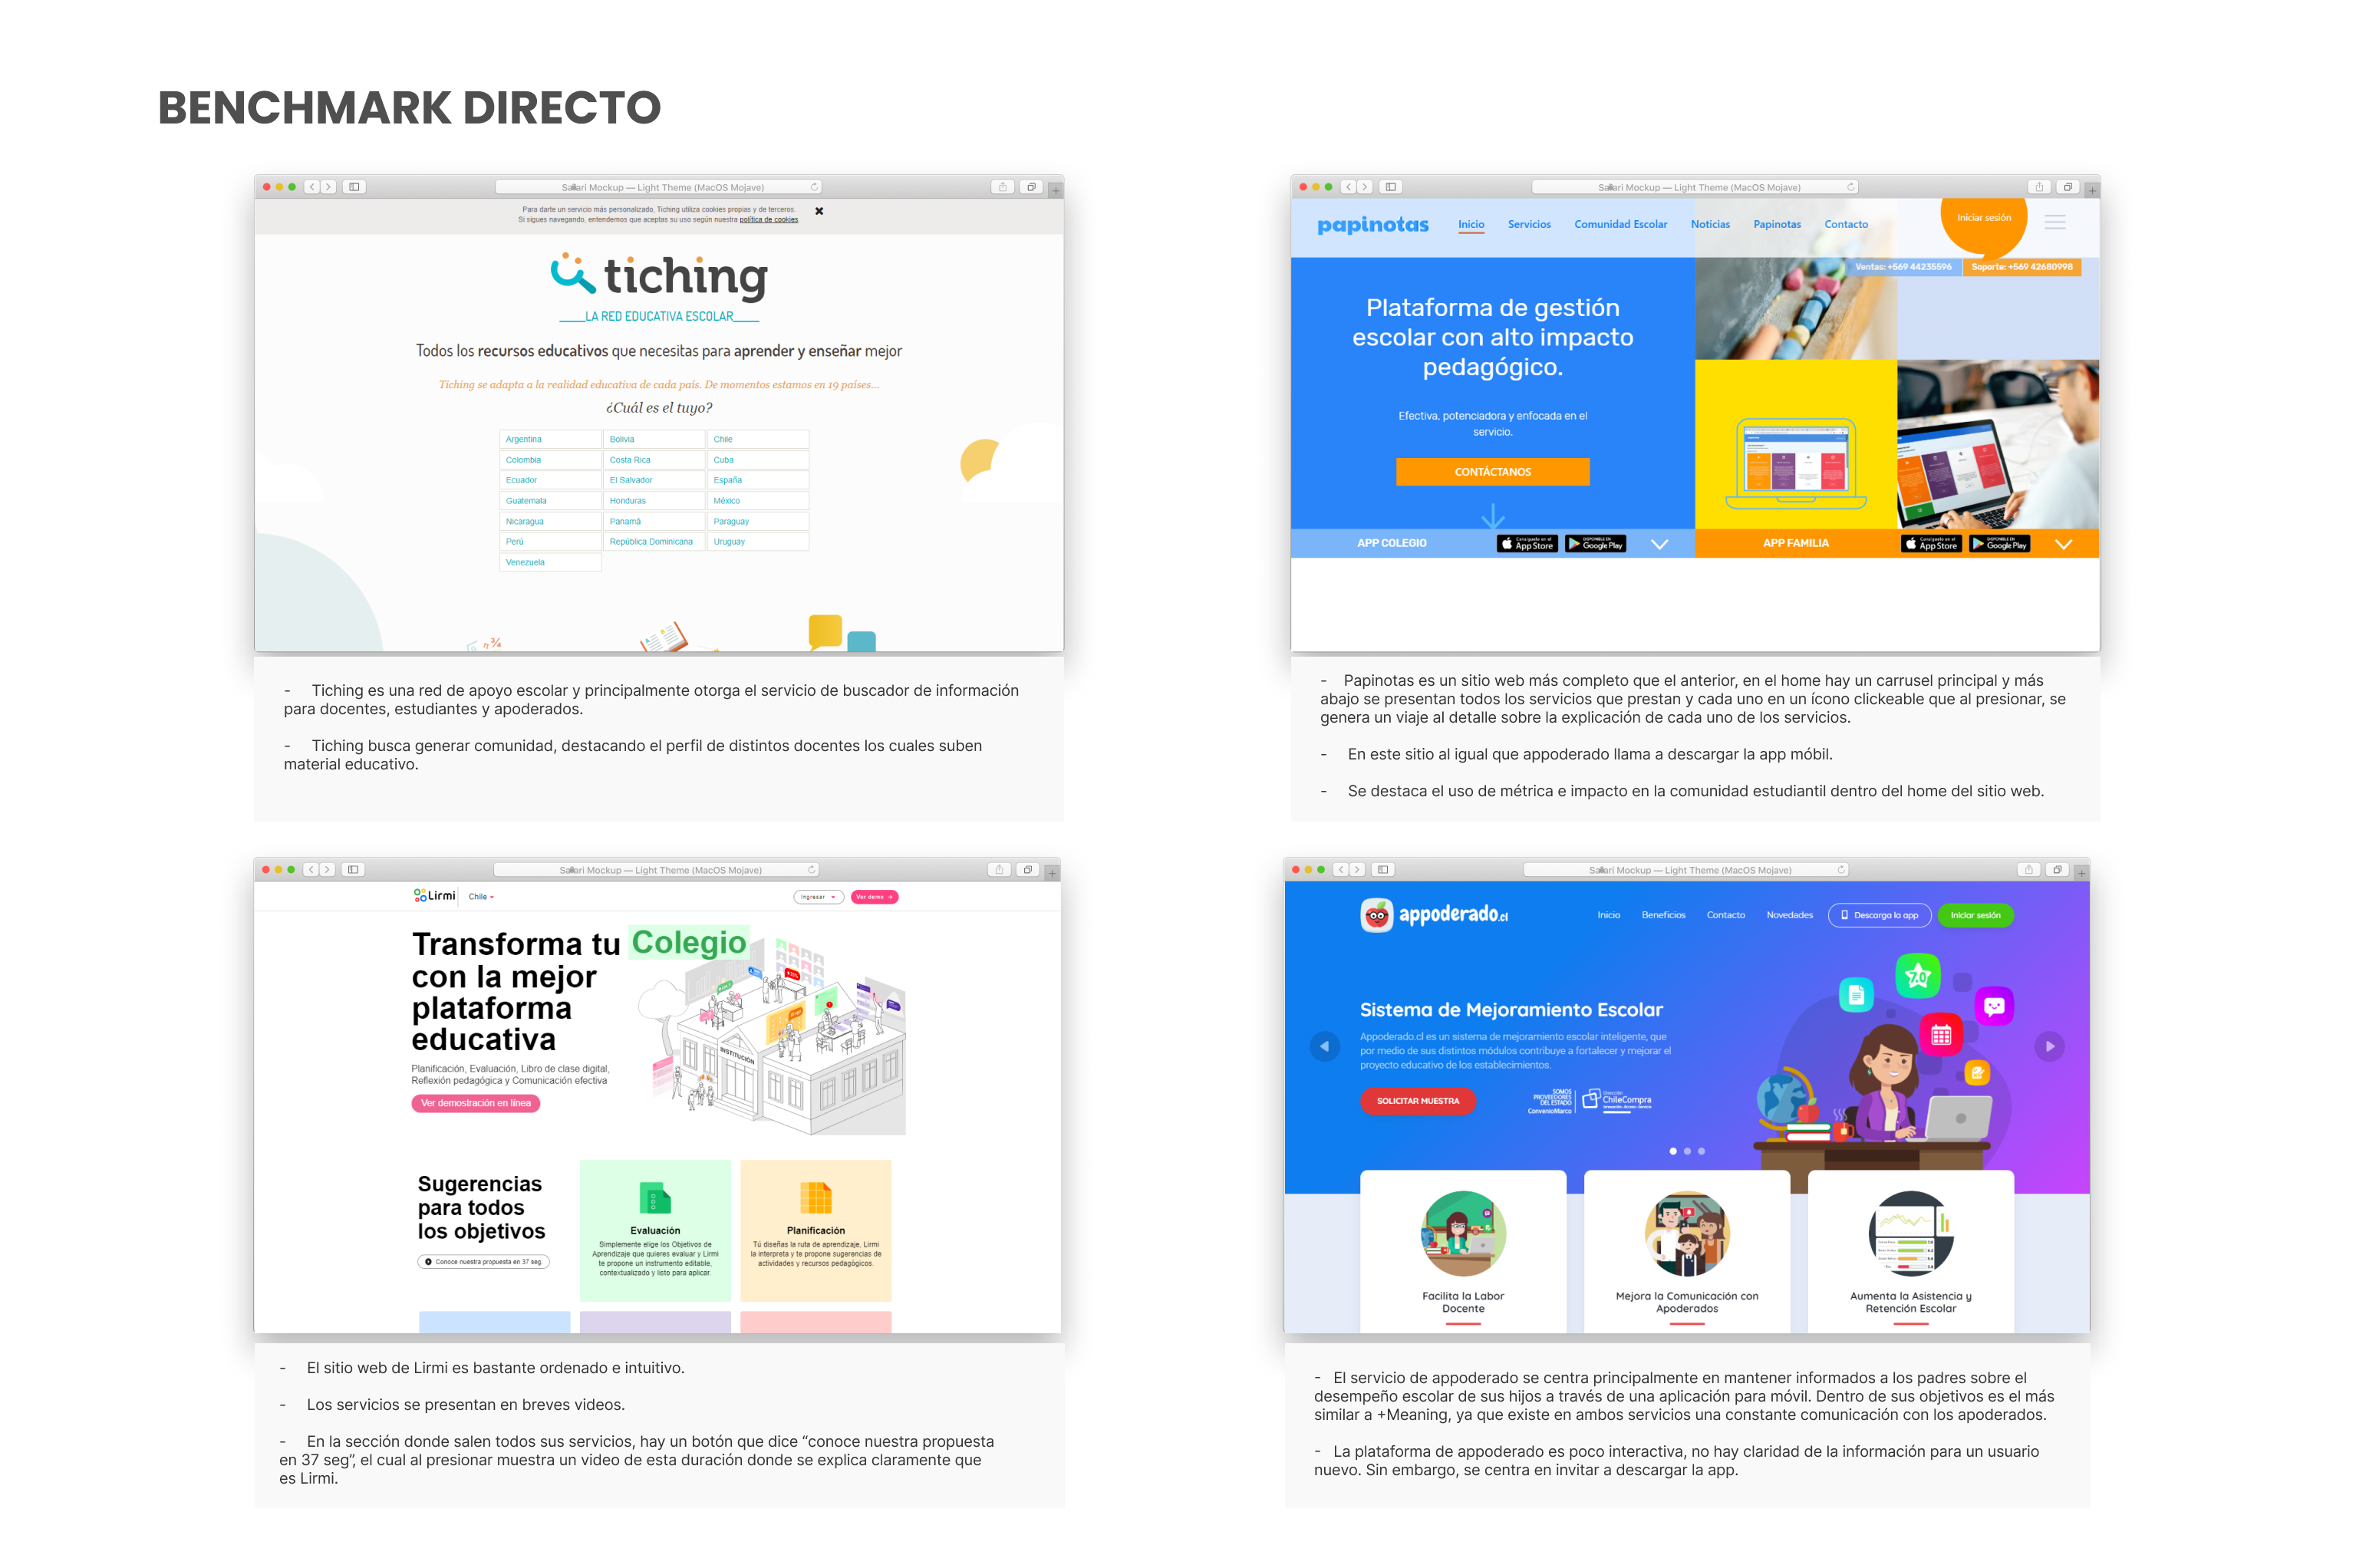 BENCHMARK DIRECTO
Safari Mockup — Light Theme (MacOS Mojave)
Para darte un servicio más personalizado, Tiching utiliza cookies propias y de terceros.
Si sigues navegando, entendemos que aceptas su uso según nuestra política de cookies
tiching
LA RED EDUCATIVA ESCOLAR
Todos los recursos educativos que necesitas para aprender y enseñar mejor
Tiching se adapta a la realidad educativa de cada país. De momentos estamos en 19 países...
¿Cuál es el tuyo?
Argentina Bolivia Chile
Colombia Costa Rica Cuba
Ecuador El Salvador España
Guatemala Honduras México
Nicaragua Panamá Paraguay
Perú República Dominicana Uruguay
Venezuela
- Tiching es una red de apoyo escolar y principalmente otorga el servicio de buscador de información
para docentes, estudiantes y apoderados.
- Tiching busca generar comunidad, destacando el perfil de distintos docentes los cuales suben
material educativo.
Safari Mockup — Light Theme (MacOS Mojave)
papinotas Inicio Servicios Comunidad Escolar Noticias Papinotas Contacto Iniciar sesión
Ventas: +569 44235596 Soporte: +569 42680998
Plataforma de gestión
escolar con alto impacto
pedagógico.
Efectiva, potenciadora y enfocada en el
servicio.
CONTÁCTANOS
APP COLEGIO Consíguelo en el App Store DISPONIBLE EN Google Play APP FAMILIA Consíguelo en el App Store DISPONIBLE EN Google Play
- Papinotas es un sitio web más completo que el anterior, en el home hay un carrusel principal y más
abajo se presentan todos los servicios que prestan y cada uno en un ícono clickeable que al presionar, se
genera un viaje al detalle sobre la explicación de cada uno de los servicios.
- En este sitio al igual que appoderado llama a descargar la app móbil.
- Se destaca el uso de métrica e impacto en la comunidad estudiantil dentro del home del sitio web.
Safari Mockup — Light Theme (MacOS Mojave)
Lirmi Chile Ingresar Ver demo
Transforma tu Colegio
con la mejor
plataforma
educativa
Planificación, Evaluación, Libro de clase digital,
Reflexión pedagógica y Comunicación efectiva
Ver demostración en línea
INSTITUCIÓN
Sugerencias
para todos
los objetivos
Conoce nuestra propuesta en 37 seg.
Evaluación
Simplemente elige los Objetivos de
Aprendizaje que quieres evaluar y Lirmi
te propone un instrumento editable,
contextualizado y listo para aplicar.
Planificación
Tú diseñas la ruta de aprendizaje, Lirmi
la interpreta y te propone sugerencias de
actividades y recursos pedagógicos.
- El sitio web de Lirmi es bastante ordenado e intuitivo.
- Los servicios se presentan en breves videos.
- En la sección donde salen todos sus servicios, hay un botón que dice “conoce nuestra propuesta
en 37 seg”, el cual al presionar muestra un video de esta duración donde se explica claramente que
es Lirmi.
Safari Mockup — Light Theme (MacOS Mojave)
appoderado.cl Inicio Beneficios Contacto Novedades Descarga la app Iniciar sesión
7.0
Sistema de Mejoramiento Escolar
Appoderado.cl es un sistema de mejoramiento escolar inteligente, que
por medio de sus distintos módulos contribuye a fortalecer y mejorar el
proyecto educativo de los establecimientos.
SOLICITAR MUESTRA
SOMOS
PROVEEDORES
DEL ESTADO
ConvenioMarco
Dirección
ChileCompra
Facilita la Labor
Docente
Mejora la Comunicación con
Apoderados
Aumenta la Asistencia y
Retención Escolar
- El servicio de appoderado se centra principalmente en mantener informados a los padres sobre el
desempeño escolar de sus hijos a través de una aplicación para móvil. Dentro de sus objetivos es el más
similar a +Meaning, ya que existe en ambos servicios una constante comunicación con los apoderados.
- La plataforma de appoderado es poco interactiva, no hay claridad de la información para un usuario
nuevo. Sin embargo, se centra en invitar a descargar la app.